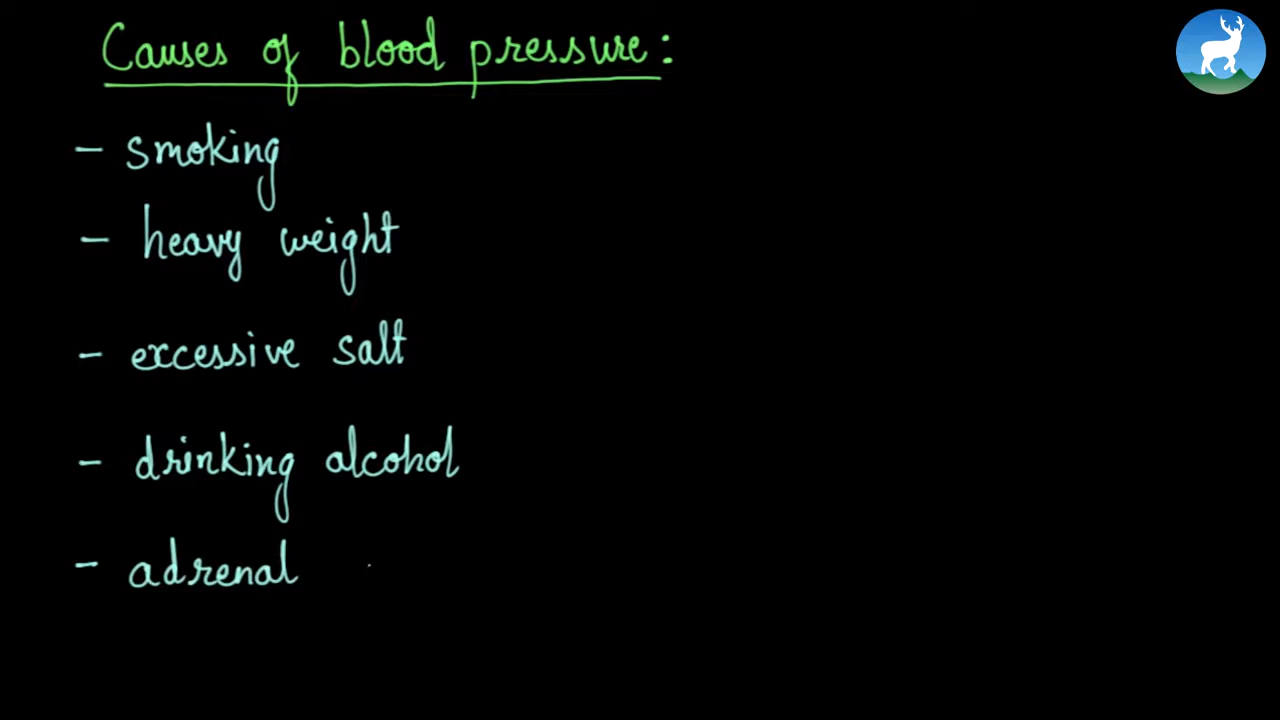 Causes of blood pressure:
- smoking
- heavy weight
- excessive salt
- drinking alcohol
- adrenal